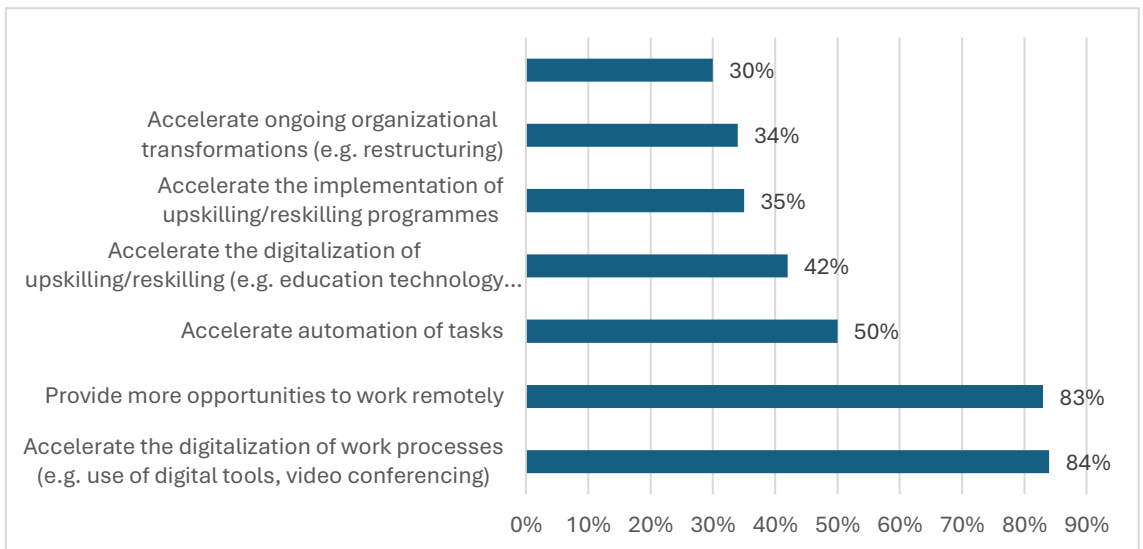 30%
Accelerate ongoing organizational
transformations (e.g. restructuring)
34%
Accelerate the implementation of
upskilling/reskilling programmes
35%
Accelerate the digitalization of
upskilling/reskilling (e.g. education technology...
42%
Accelerate automation of tasks
50%
Provide more opportunities to work remotely
83%
Accelerate the digitalization of work processes
(e.g. use of digital tools, video conferencing)
84%
0% 10% 20% 30% 40% 50% 60% 70% 80% 90%